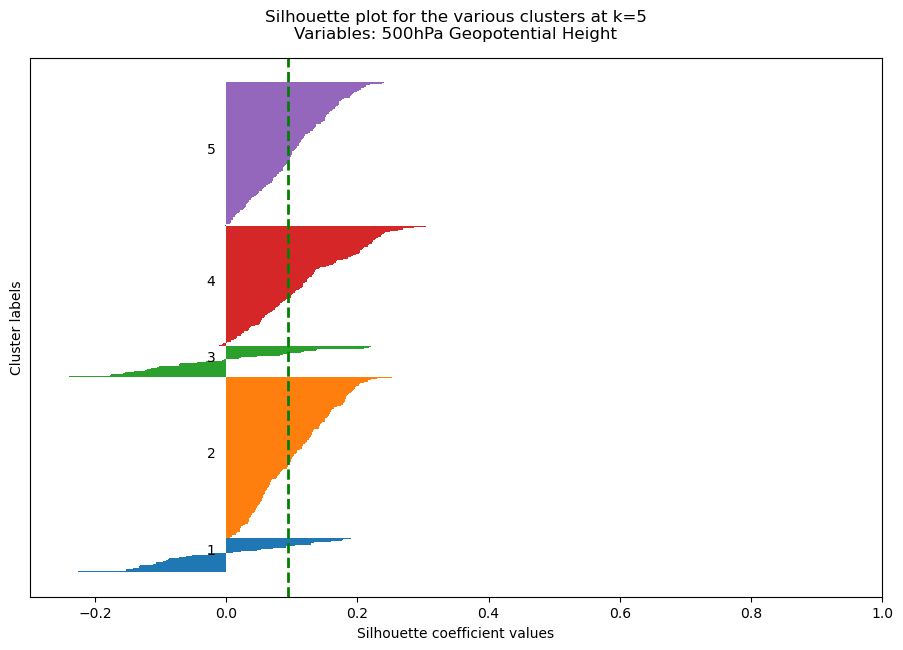 Silhouette plot for the various clusters at k=5
Variables: 500hPa Geopotential Height
Cluster labels
5
4
3
2
1
−0.2 0.0 0.2 0.4 0.6 0.8 1.0
Silhouette coefficient values